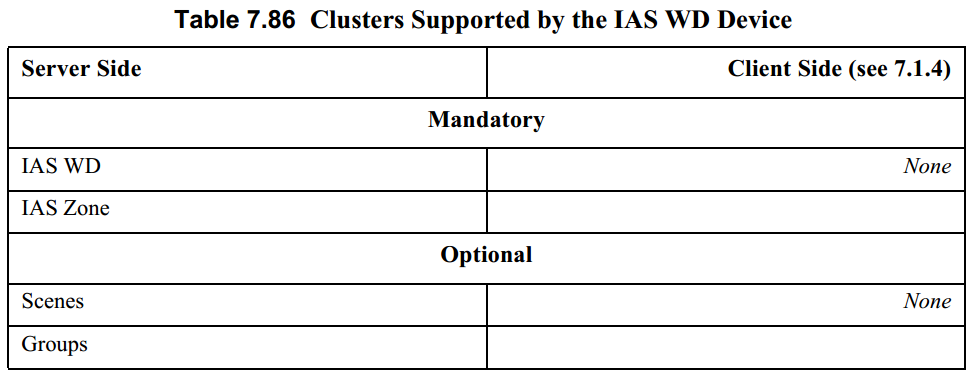 Table 7.86 Clusters Supported by the IAS WD Device
Server Side Client Side (see 7.1.4)
Mandatory
IAS WD None
IAS Zone
Optional
Scenes None
Groups